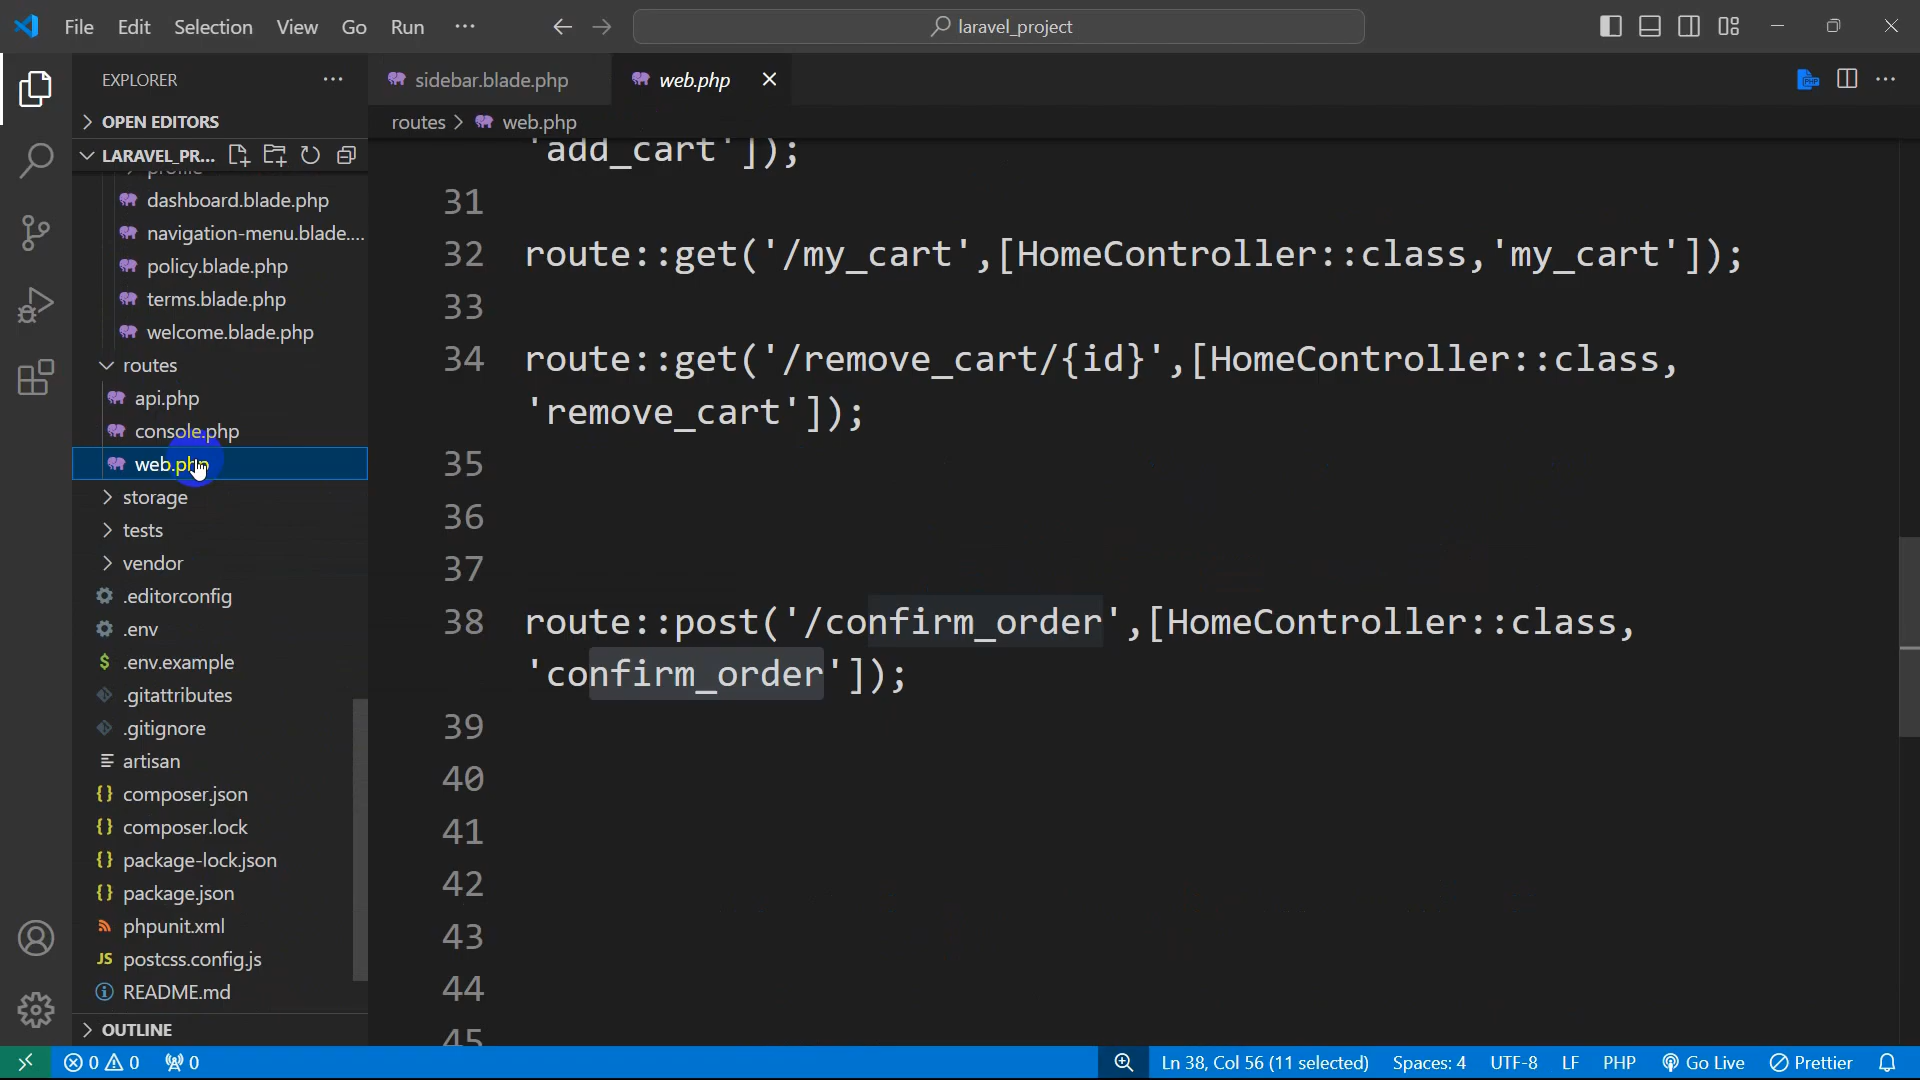 File Edit Selection View Go Run ··· laravel_project
EXPLORER ···
OPEN EDITORS
LARAVEL_PR...
profile
dashboard.blade.php
navigation-menu.blade....
policy.blade.php
terms.blade.php
welcome.blade.php
routes
api.php
console.php
web.php
storage
tests
vendor
.editorconfig
.env
.env.example
.gitattributes
.gitignore
artisan
composer.json
composer.lock
package-lock.json
package.json
phpunit.xml
JS postcss.config.js
README.md
OUTLINE
sidebar.blade.php web.php
routes > web.php
'add_cart']);
31
32 route::get('/my_cart',[HomeController::class,'my_cart']);
33
34 route::get('/remove_cart/{id}',[HomeController::class,
'remove_cart']);
35
36
37
38 route::post('/confirm_order',[HomeController::class,
'confirm_order']);
39
40
41
42
43
44
45
0 0 0 Ln 38, Col 56 (11 selected) Spaces: 4 UTF-8 LF PHP Go Live Prettier